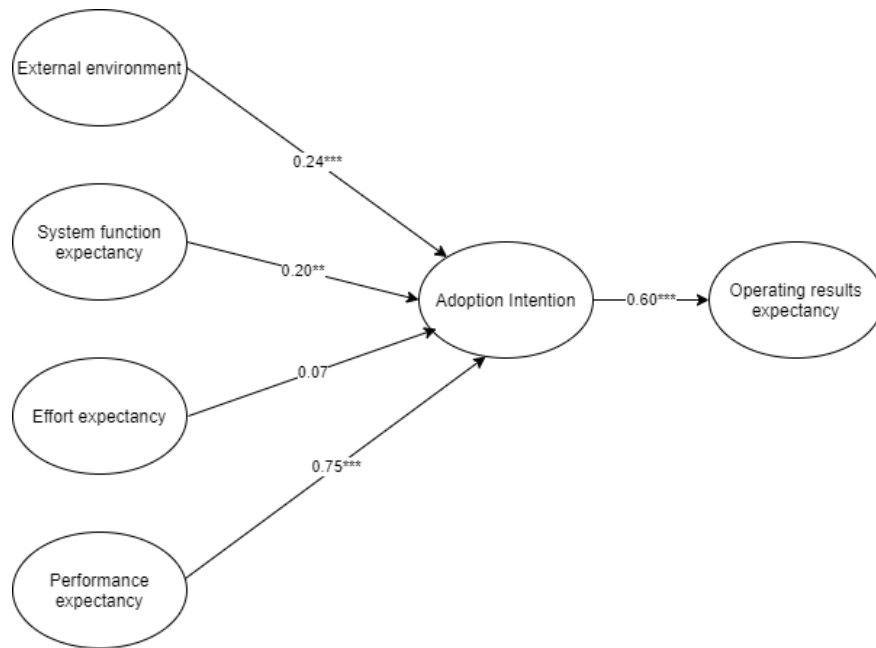 External environment
0.24***
System function
expectancy
0.20**
Adoption Intention
0.60***
Operating results
expectancy
Effort expectancy
0.07
0.75***
Performance
expectancy